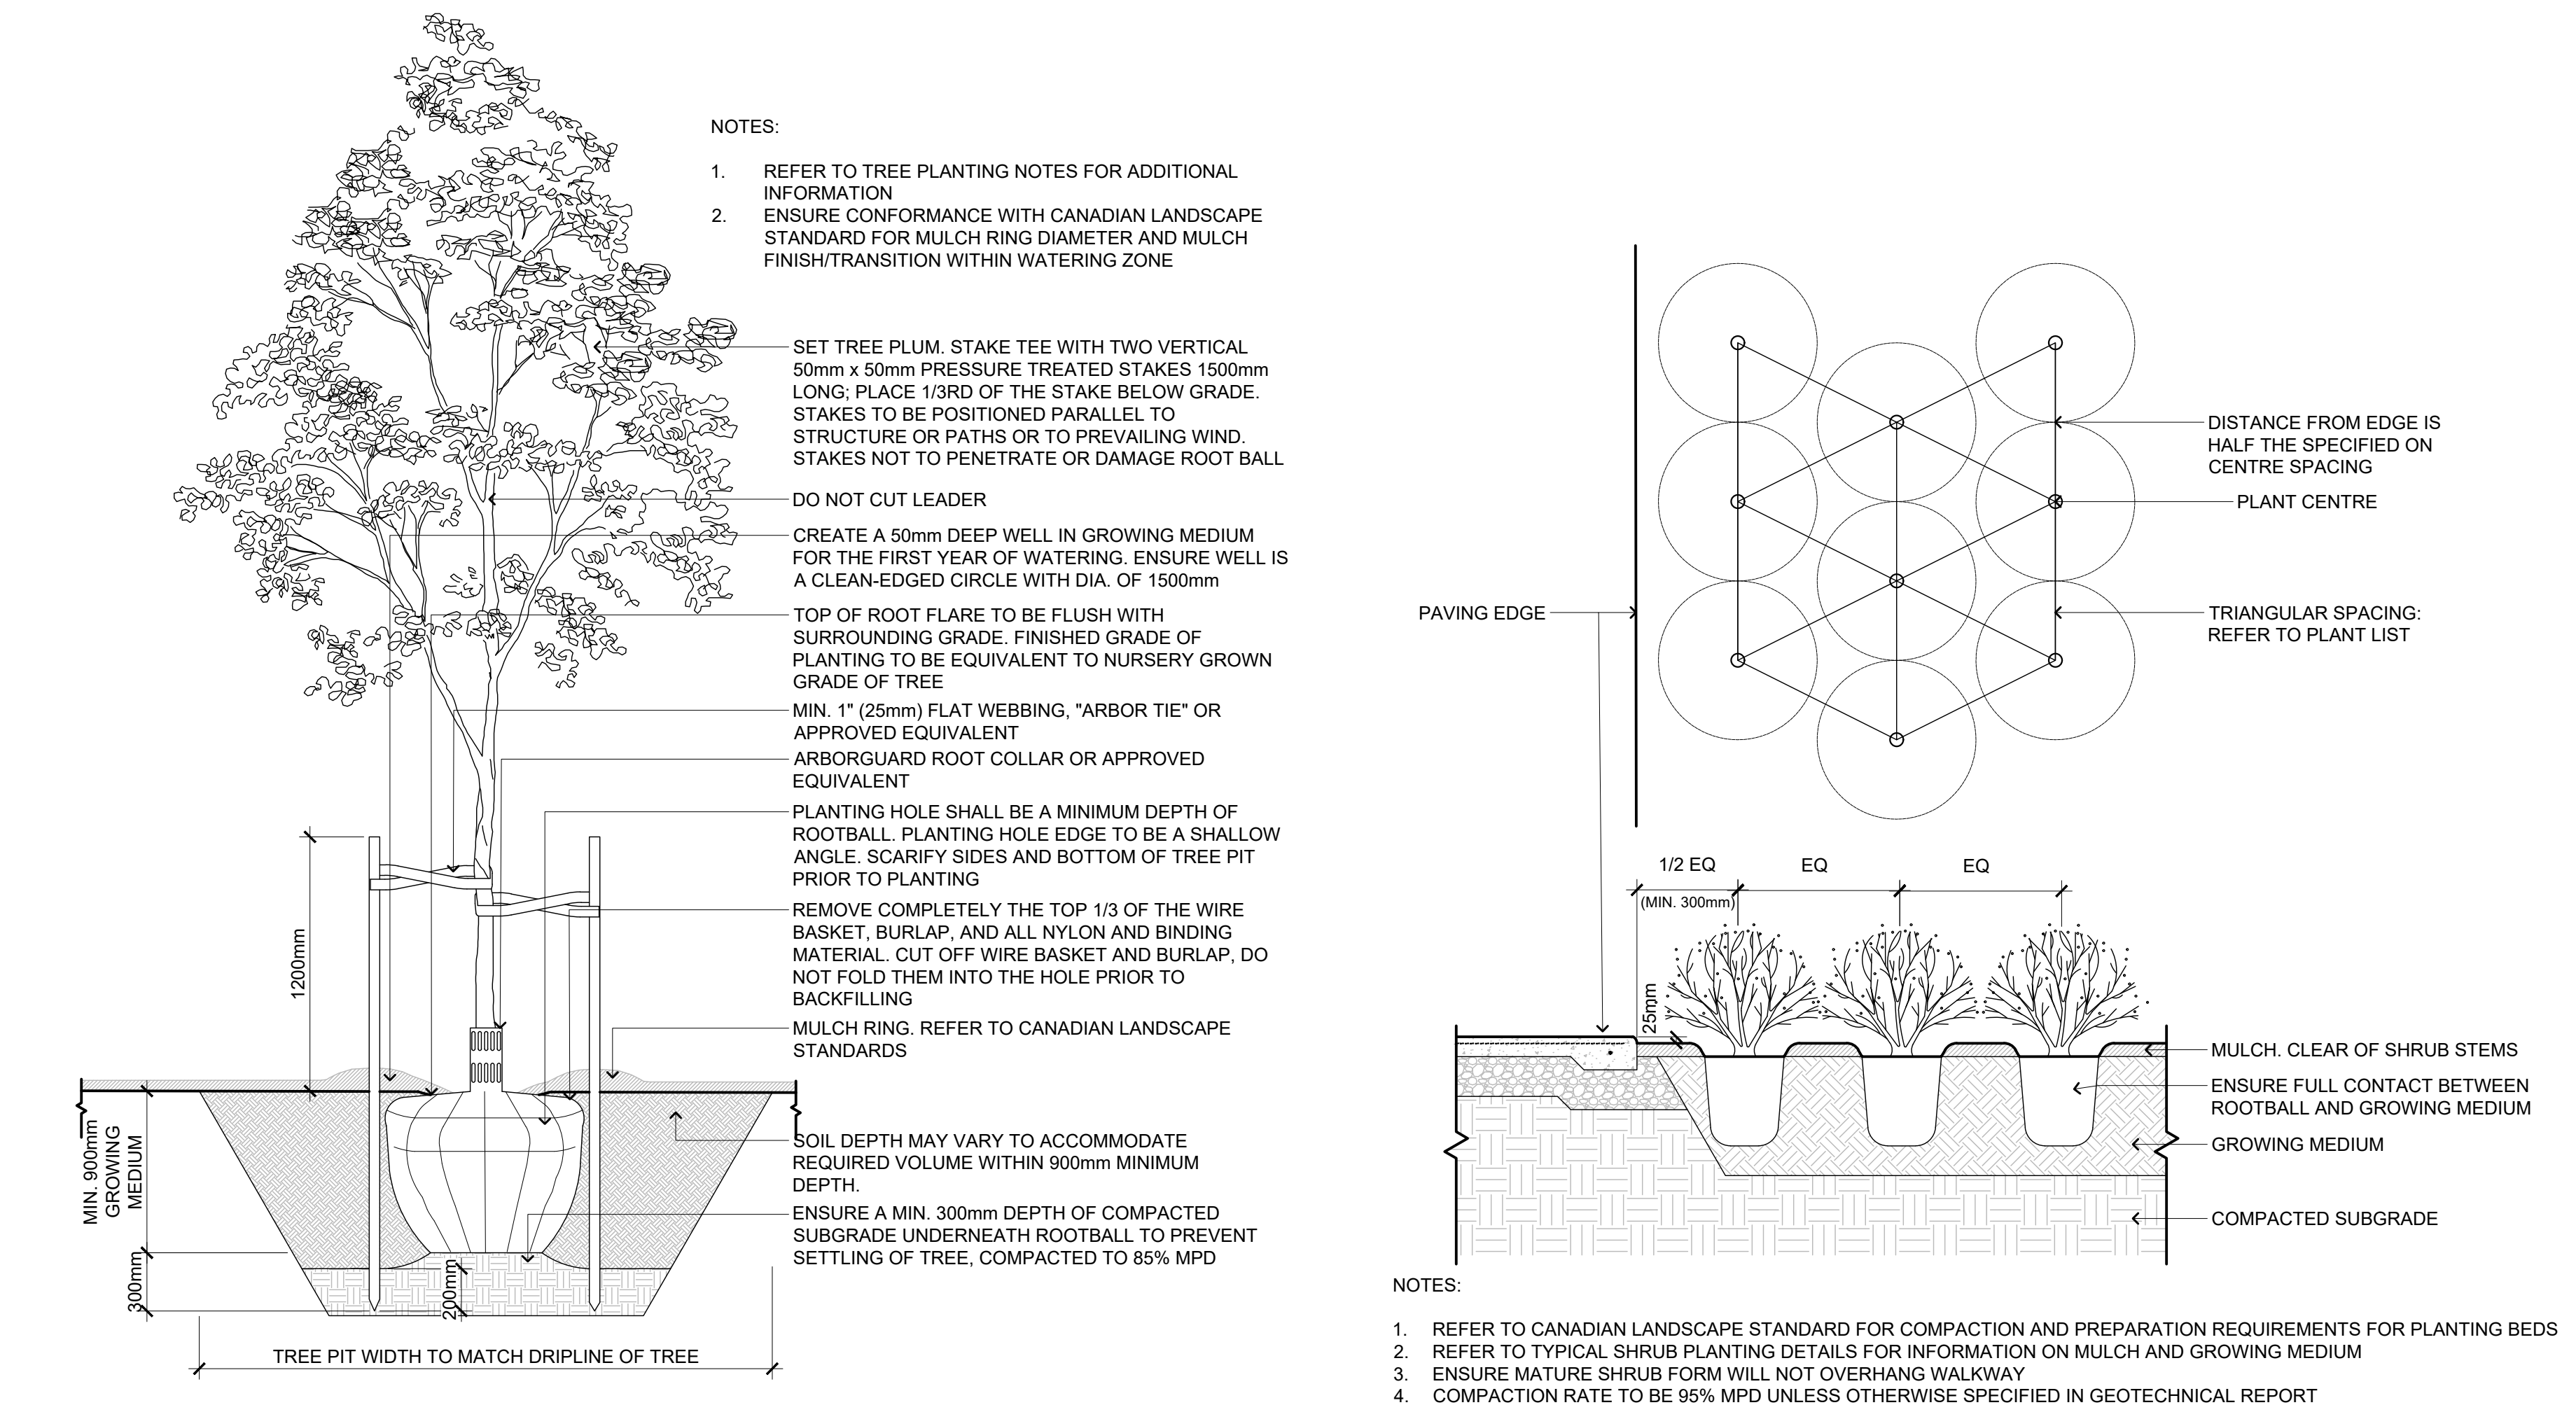 NOTES:
1. REFER TO TREE PLANTING NOTES FOR ADDITIONAL
INFORMATION
2. ENSURE CONFORMANCE WITH CANADIAN LANDSCAPE
STANDARD FOR MULCH RING DIAMETER AND MULCH
FINISH/TRANSITION WITHIN WATERING ZONE
SET TREE PLUM. STAKE TEE WITH TWO VERTICAL
50mm x 50mm PRESSURE TREATED STAKES 1500mm
LONG; PLACE 1/3RD OF THE STAKE BELOW GRADE.
STAKES TO BE POSITIONED PARALLEL TO
STRUCTURE OR PATHS OR TO PREVAILING WIND.
STAKES NOT TO PENETRATE OR DAMAGE ROOT BALL
DO NOT CUT LEADER
CREATE A 50mm DEEP WELL IN GROWING MEDIUM
FOR THE FIRST YEAR OF WATERING. ENSURE WELL IS
A CLEAN-EDGED CIRCLE WITH DIA. OF 1500mm
TOP OF ROOT FLARE TO BE FLUSH WITH
SURROUNDING GRADE. FINISHED GRADE OF
PLANTING TO BE EQUIVALENT TO NURSERY GROWN
GRADE OF TREE
MIN. 1" (25mm) FLAT WEBBING, "ARBOR TIE" OR
APPROVED EQUIVALENT
ARBORGUARD ROOT COLLAR OR APPROVED
EQUIVALENT
PLANTING HOLE SHALL BE A MINIMUM DEPTH OF
ROOTBALL. PLANTING HOLE EDGE TO BE A SHALLOW
ANGLE. SCARIFY SIDES AND BOTTOM OF TREE PIT
PRIOR TO PLANTING
REMOVE COMPLETELY THE TOP 1/3 OF THE WIRE
BASKET, BURLAP, AND ALL NYLON AND BINDING
MATERIAL. CUT OFF WIRE BASKET AND BURLAP, DO
NOT FOLD THEM INTO THE HOLE PRIOR TO
BACKFILLING
MULCH RING. REFER TO CANADIAN LANDSCAPE
STANDARDS
SOIL DEPTH MAY VARY TO ACCOMMODATE
REQUIRED VOLUME WITHIN 900mm MINIMUM
DEPTH.
ENSURE A MIN. 300mm DEPTH OF COMPACTED
SUBGRADE UNDERNEATH ROOTBALL TO PREVENT
SETTLING OF TREE, COMPACTED TO 85% MPD
1200mm
MIN. 900mm
GROWING
MEDIUM
300mm
200mm
TREE PIT WIDTH TO MATCH DRIPLINE OF TREE
DISTANCE FROM EDGE IS
HALF THE SPECIFIED ON
CENTRE SPACING
PLANT CENTRE
PAVING EDGE
TRIANGULAR SPACING:
REFER TO PLANT LIST
1/2 EQ
EQ
EQ
(MIN. 300mm)
25mm
MULCH. CLEAR OF SHRUB STEMS
ENSURE FULL CONTACT BETWEEN
ROOTBALL AND GROWING MEDIUM
GROWING MEDIUM
COMPACTED SUBGRADE
NOTES:
1. REFER TO CANADIAN LANDSCAPE STANDARD FOR COMPACTION AND PREPARATION REQUIREMENTS FOR PLANTING BEDS
2. REFER TO TYPICAL SHRUB PLANTING DETAILS FOR INFORMATION ON MULCH AND GROWING MEDIUM
3. ENSURE MATURE SHRUB FORM WILL NOT OVERHANG WALKWAY
4. COMPACTION RATE TO BE 95% MPD UNLESS OTHERWISE SPECIFIED IN GEOTECHNICAL REPORT